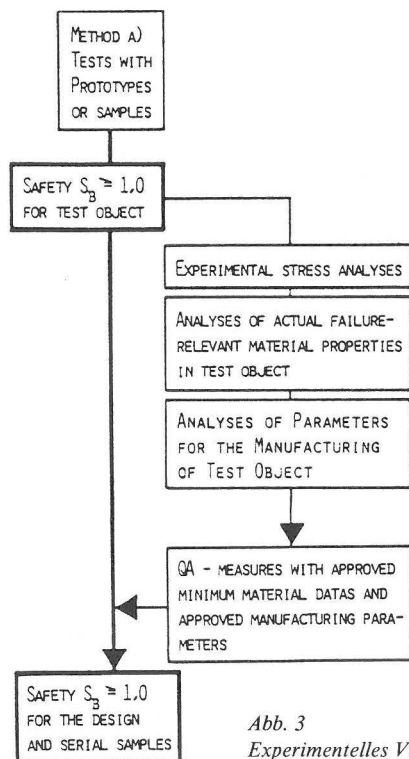 METHOD A)
TESTS WITH
PROTOTYPES
OR SAMPLES
SAFETY S_B ≥ 1.0
FOR TEST OBJECT
EXPERIMENTAL STRESS ANALYSES
ANALYSES OF ACTUAL FAILURE-
RELEVANT MATERIAL PROPERTIES
IN TEST OBJECT
ANALYSES OF PARAMETERS
FOR THE MANUFACTURING
OF TEST OBJECT
QA - MEASURES WITH APPROVED
MINIMUM MATERIAL DATAS AND
APPROVED MANUFACTURING PARA-
METERS
SAFETY S_B ≥ 1.0
FOR THE DESIGN
AND SERIAL SAMPLES
Abb. 3
Experimentelles V